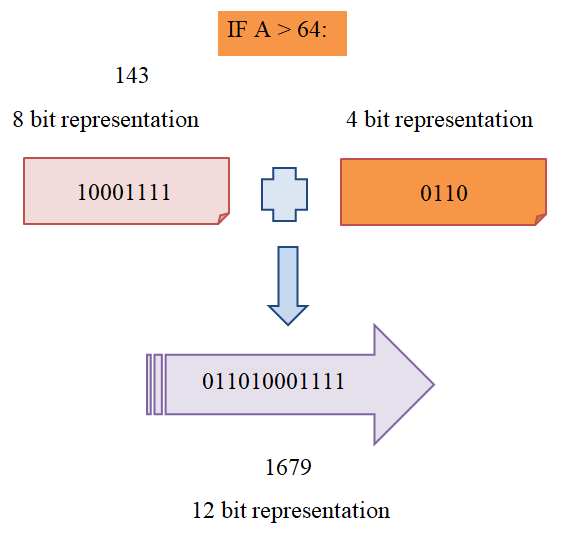 IF A > 64:
143
8 bit representation
4 bit representation
10001111
0110
011010001111
1679
12 bit representation